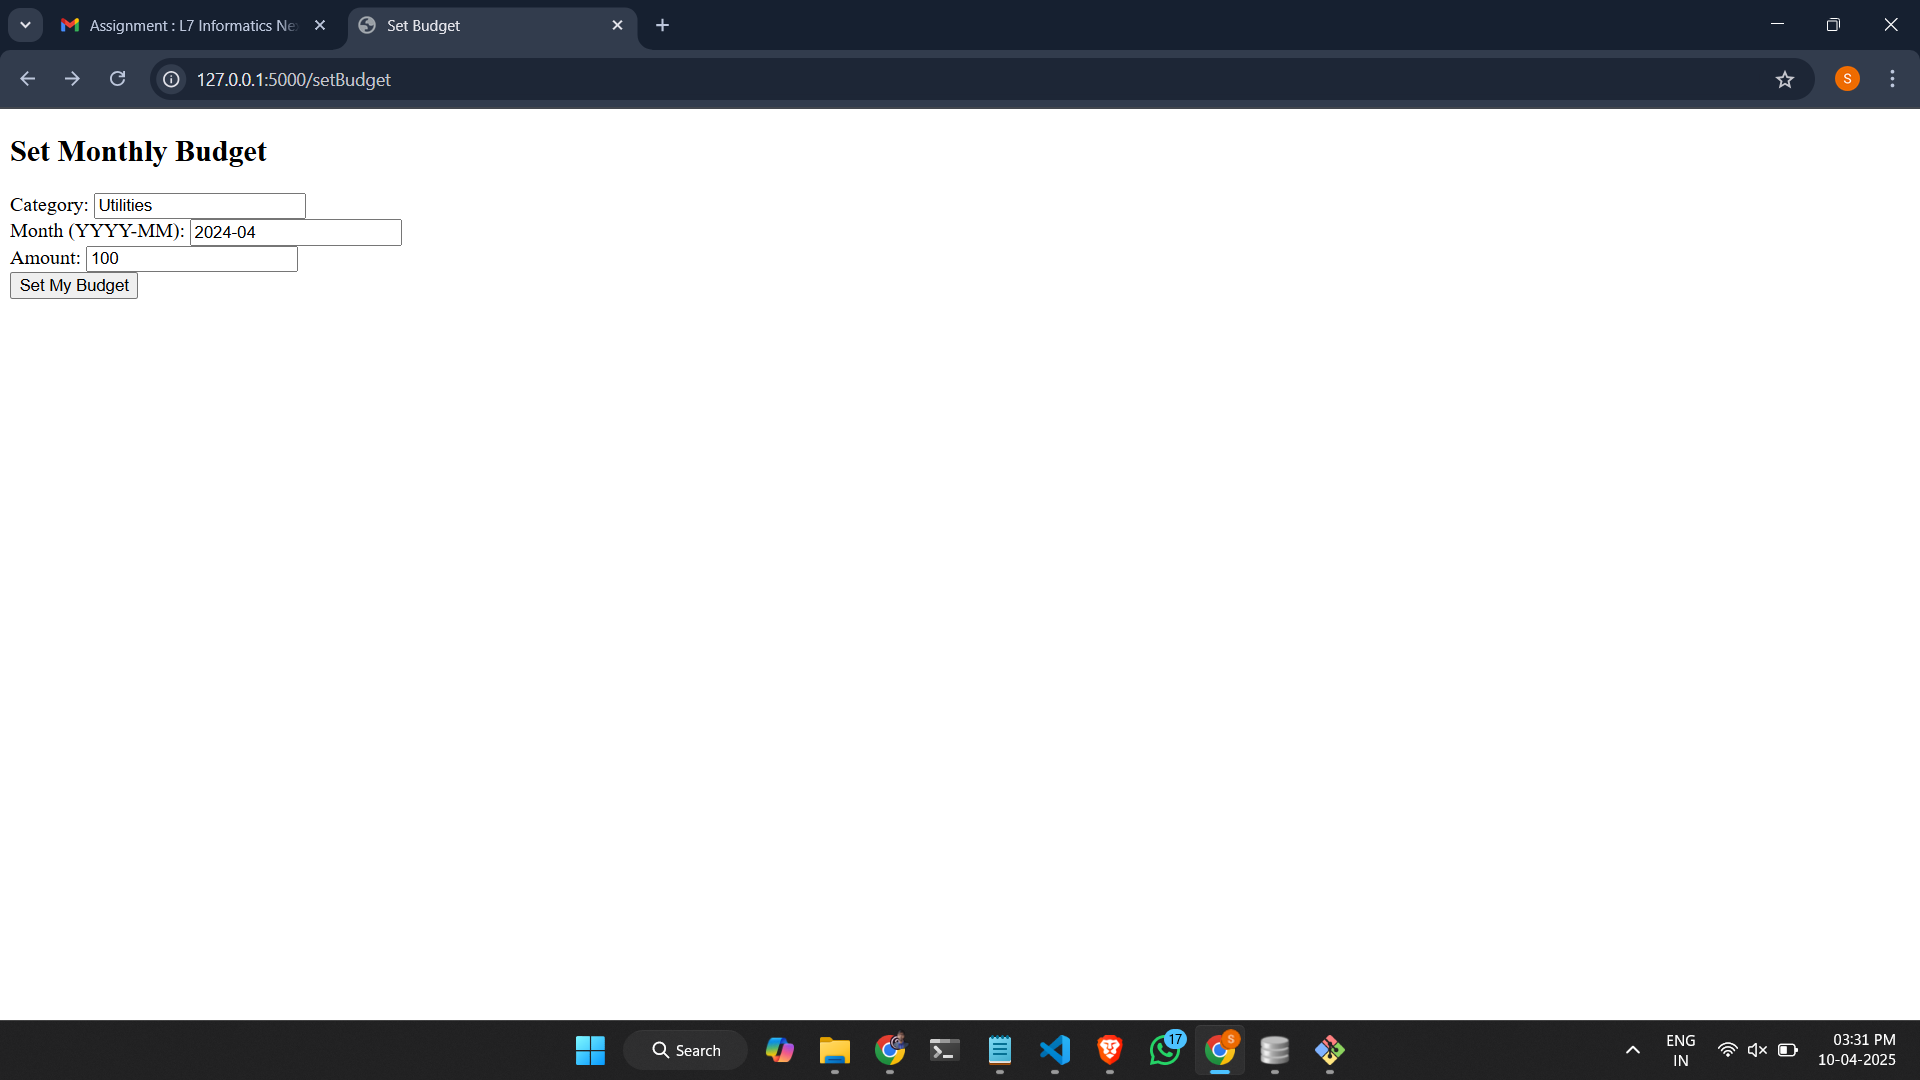 Assignment : L7 Informatics Ne
Set Budget
127.0.0.1:5000/setBudget
S
Set Monthly Budget
Category: Utilities
Month (YYYY-MM): 2024-04
Amount: 100
Set My Budget
Search
17
S
ENG
IN
03:31 PM
10-04-2025